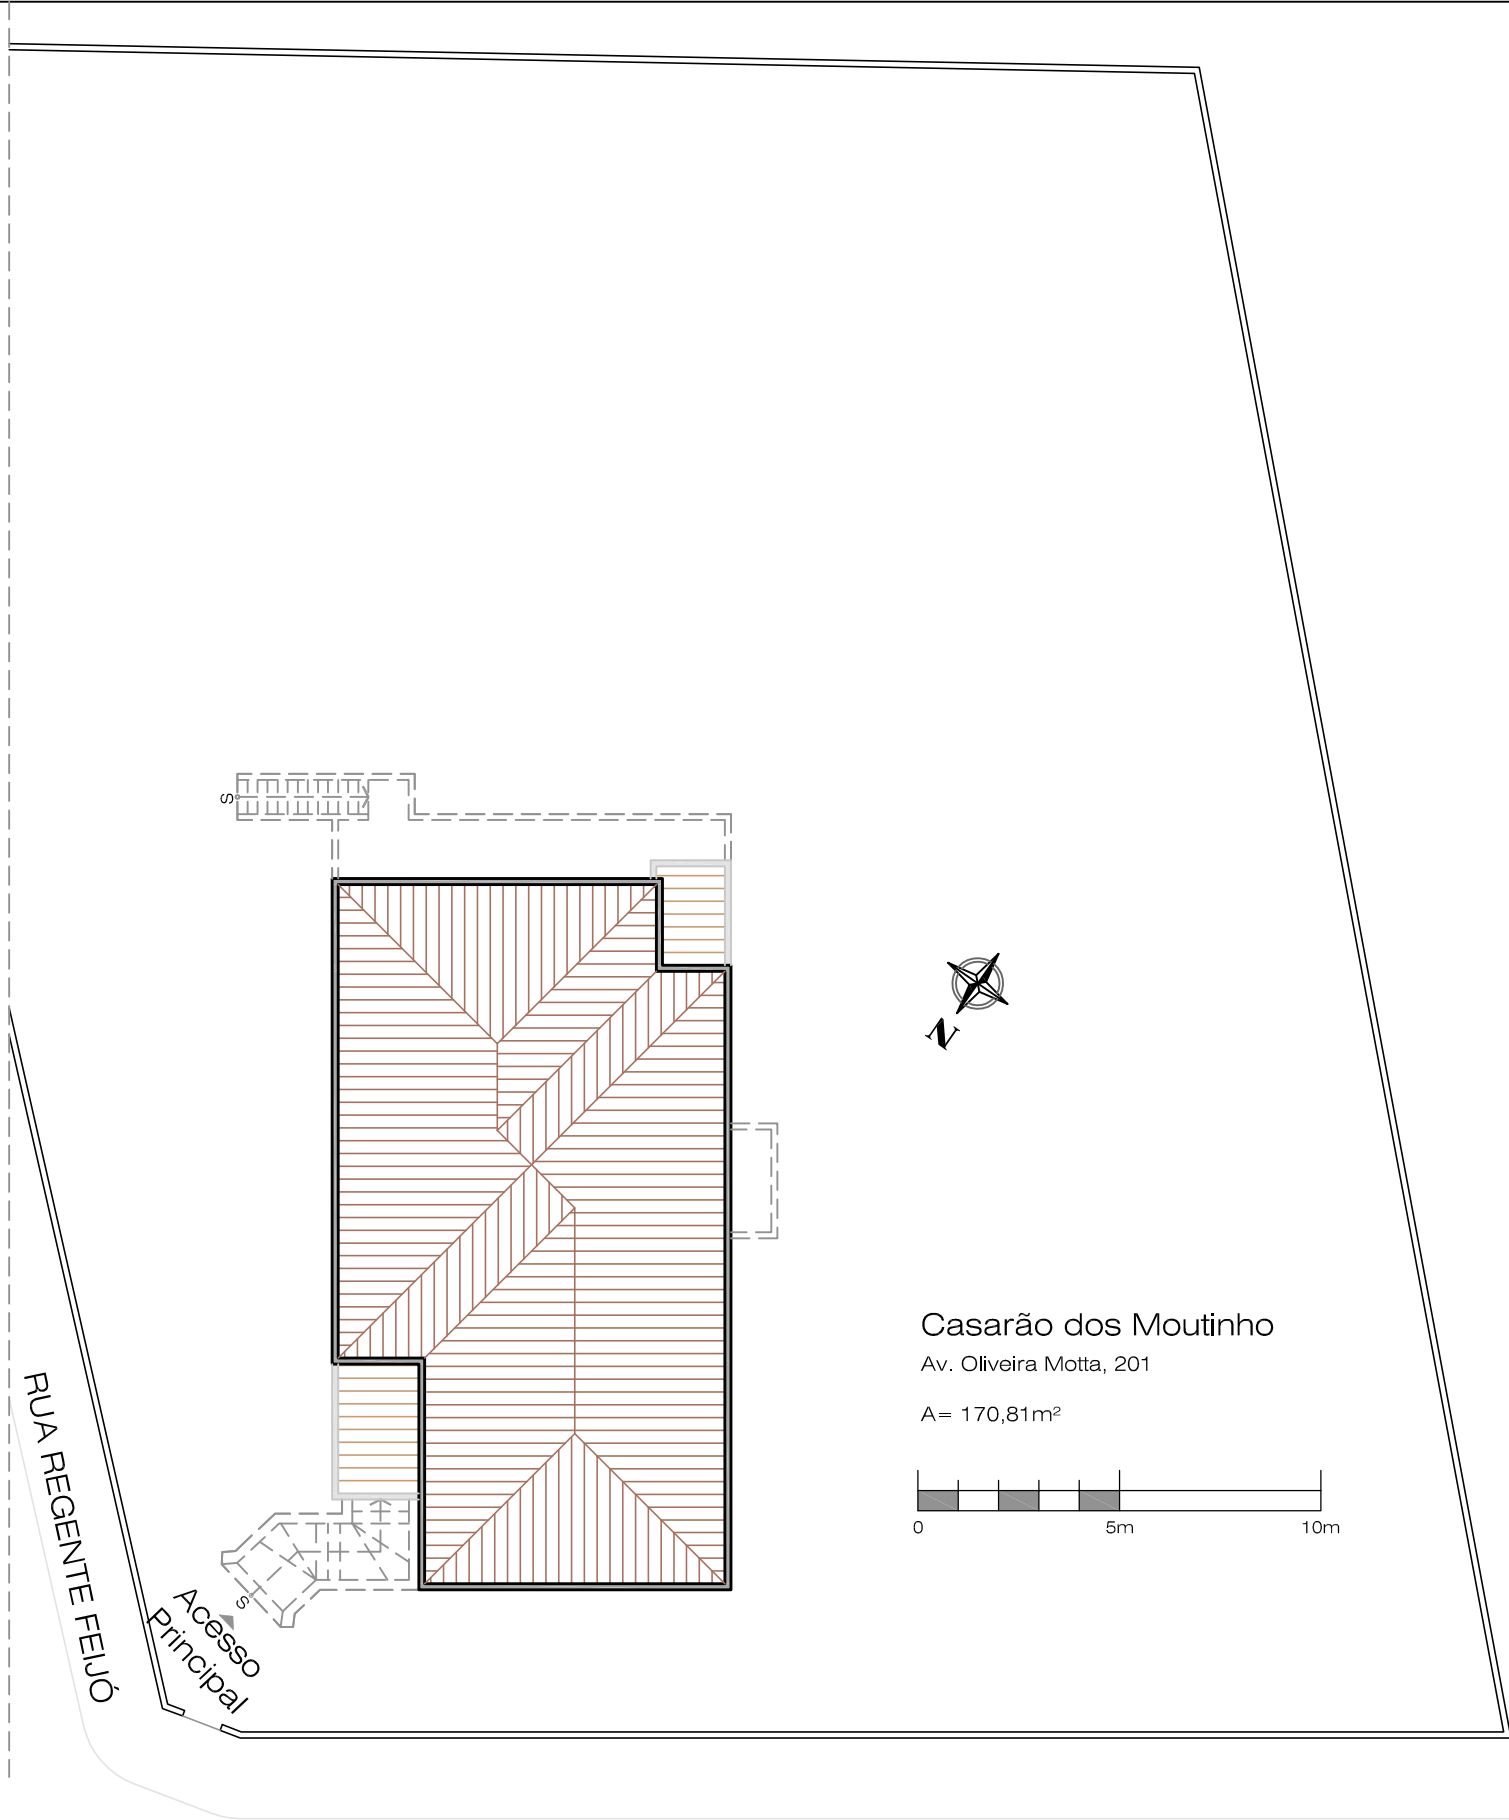 S
N
Casarão dos Moutinho
Av. Oliveira Motta, 201
A= 170,81m²
0 5m 10m
RUA REGENTE FEIJÓ
S
Acesso
Principal